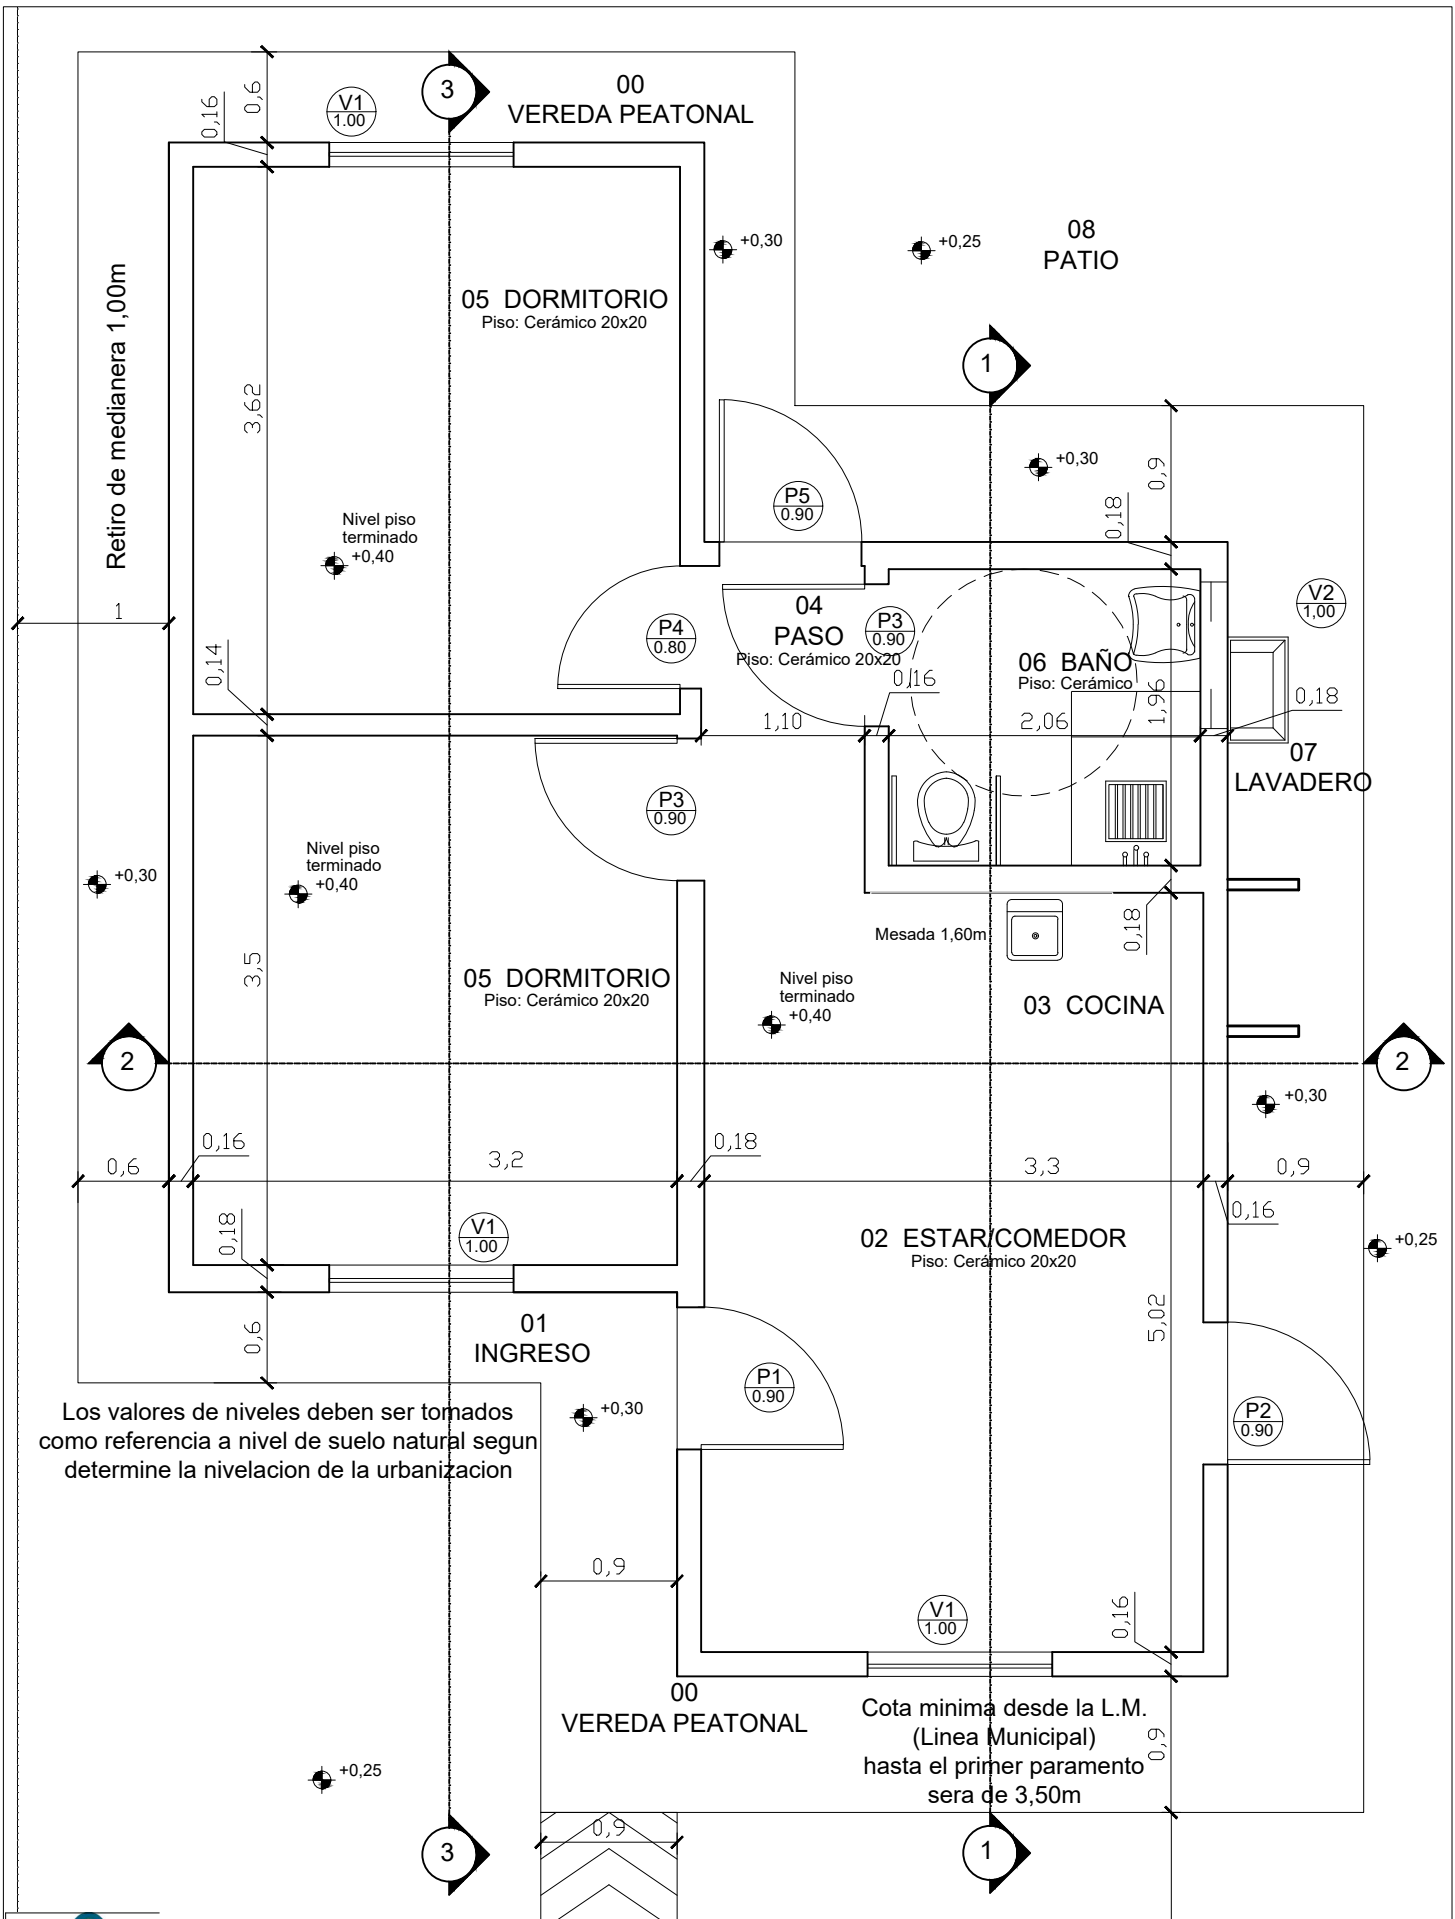 3
00
VEREDA PEATONAL
V1
1.00
0,6
0,16
+0,30
+0,25
08
PATIO
Retiro de medianera 1,00m
05 DORMITORIO
Piso: Cerámico 20x20
1
3,62
+0,30
0,9
0,18
P5
0.90
Nivel piso
terminado
+0,40
1
04
PASO
Piso: Cerámico 20x20
P3
0.90
V2
1,00
P4
0.80
0,14
0,16
06 BAÑO
Piso: Cerámico
1,96
0,18
1,10
2,06
07
LAVADERO
P3
0.90
Nivel piso
terminado
+0,40
+0,30
Mesada 1,60m
0,18
3,5
05 DORMITORIO
Piso: Cerámico 20x20
Nivel piso
terminado
+0,40
03 COCINA
2
2
+0,30
0,6
0,16
3,2
0,18
3,3
0,9
0,16
0,18
V1
1.00
02 ESTAR/COMEDOR
Piso: Cerámico 20x20
+0,25
01
INGRESO
0,6
5,02
P1
0.90
P2
0.90
+0,30
Los valores de niveles deben ser tomados
como referencia a nivel de suelo natural segun
determine la nivelacion de la urbanizacion
0,9
V1
1.00
0,16
00
VEREDA PEATONAL
Cota minima desde la L.M.
(Linea Municipal)
hasta el primer paramento
sera de 3,50m
0,9
+0,25
0,9
3
1